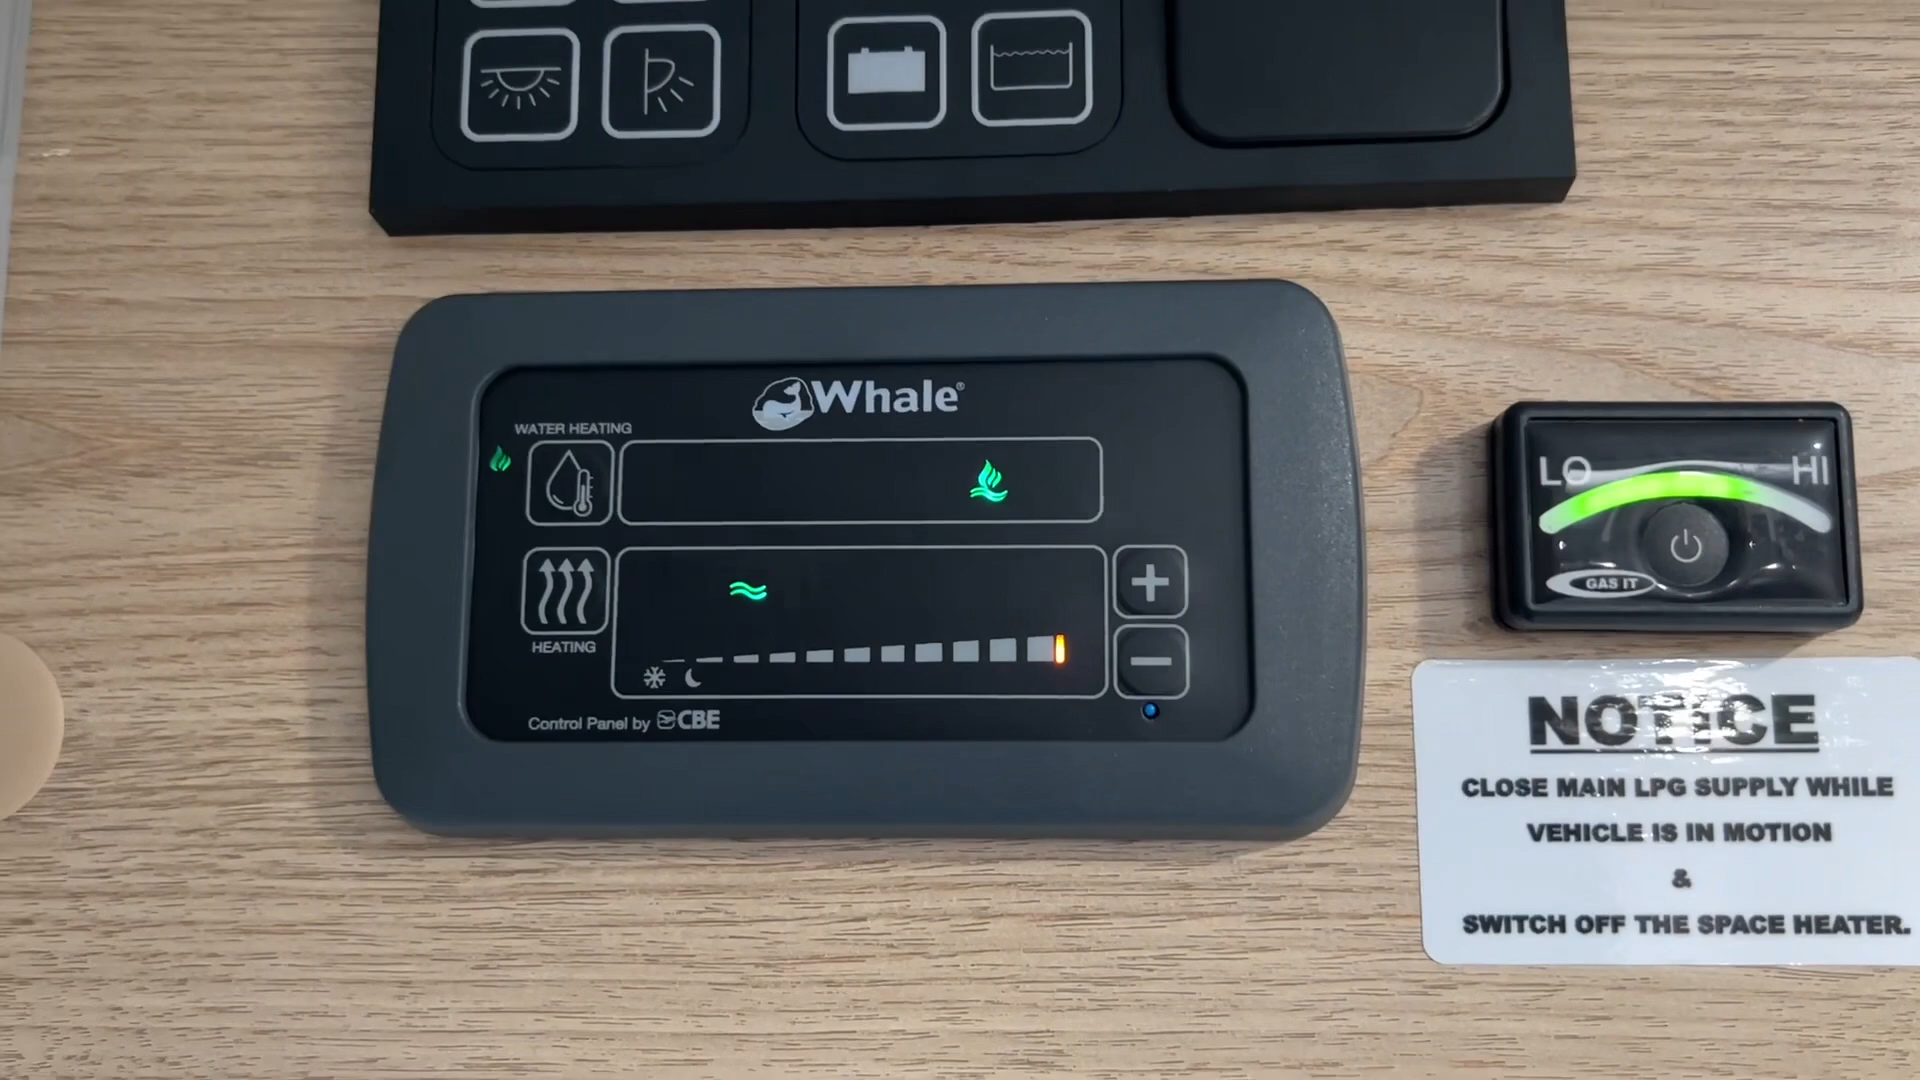 Whale®
WATER HEATING
HEATING
Control Panel by CBE
LO HI
GAS IT
NOTICE
CLOSE MAIN LPG SUPPLY WHILE
VEHICLE IS IN MOTION
&
SWITCH OFF THE SPACE HEATER.